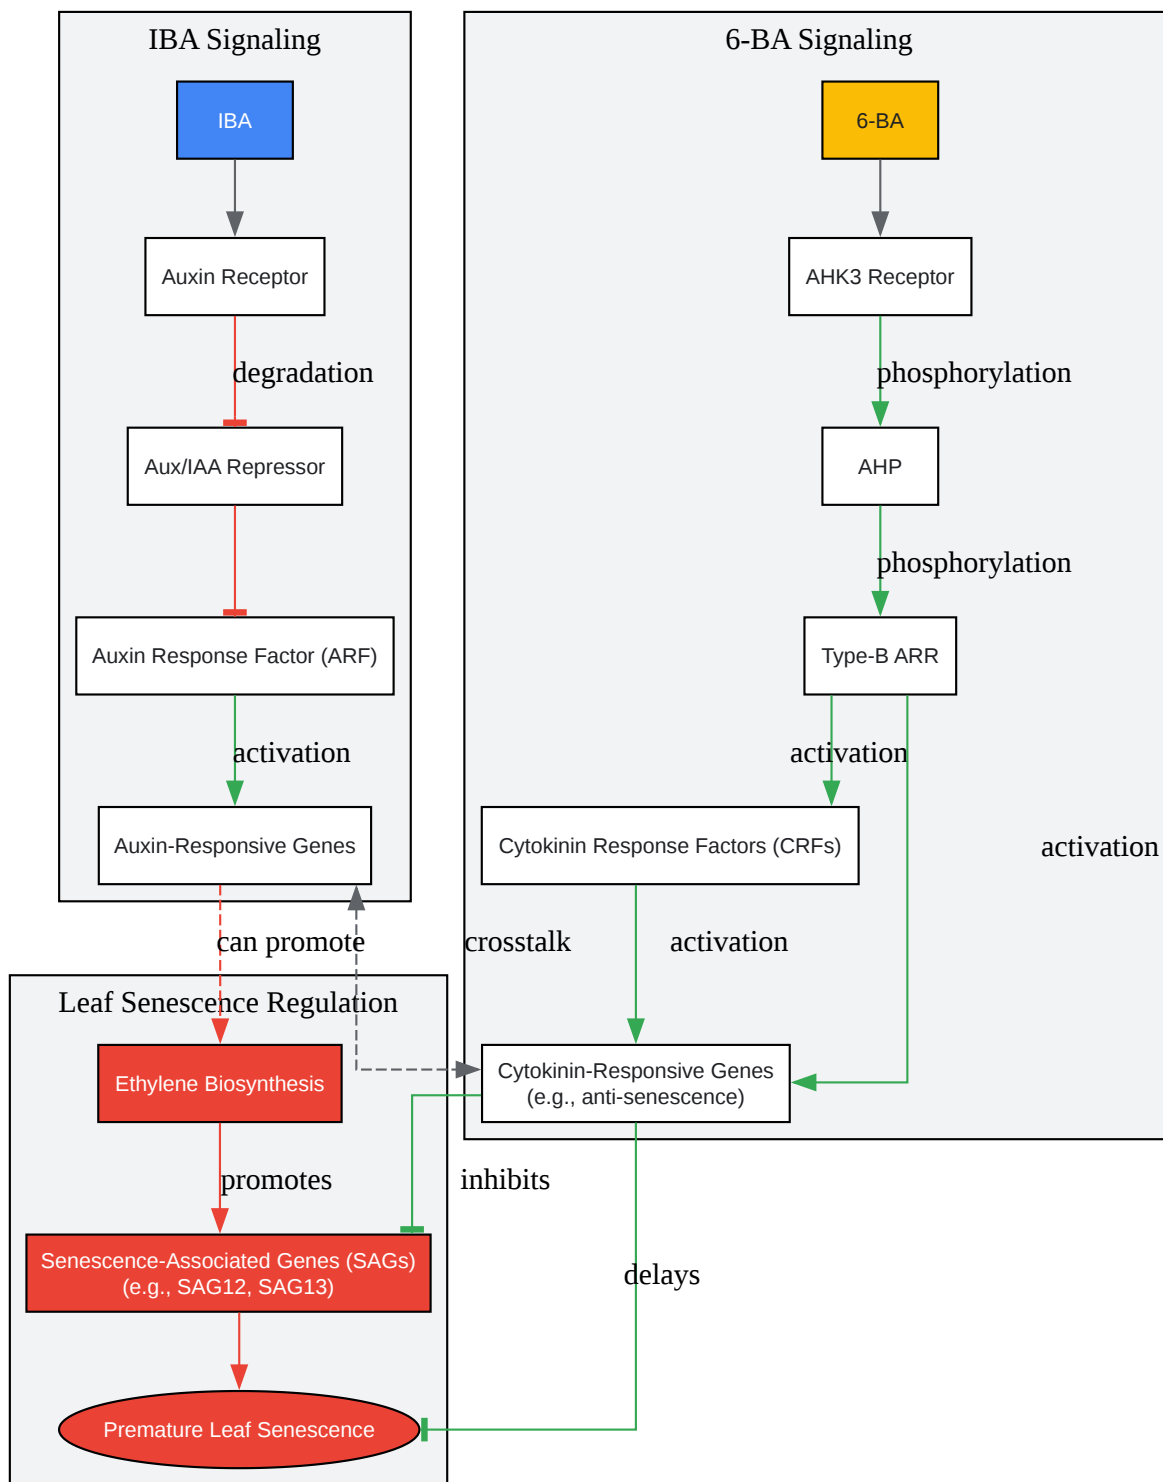 IBA Signaling
IBA
Auxin Receptor
degradation
Aux/IAA Repressor
Auxin Response Factor (ARF)
activation
Auxin-Responsive Genes
can promote
6-BA Signaling
6-BA
AHK3 Receptor
phosphorylation
AHP
phosphorylation
Type-B ARR
activation
Cytokinin Response Factors (CRFs)
activation
crosstalk
activation
Cytokinin-Responsive Genes
(e.g., anti-senescence)
Leaf Senescence Regulation
Ethylene Biosynthesis
promotes
inhibits
Senescence-Associated Genes (SAGs)
(e.g., SAG12, SAG13)
delays
Premature Leaf Senescence